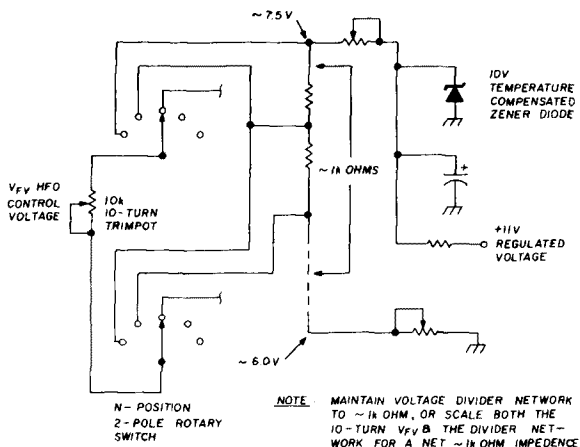 ~ 7.5V
10V
TEMPERATURE
COMPENSATED
ZENER DIODE
+
~1k OHMS
VFV HFO
CONTROL
VOLTAGE
10k
10-TURN
TRIMPOT
+11V
REGULATED
VOLTAGE
~ 6.0V
N- POSITION
2-POLE ROTARY
SWITCH
NOTE MAINTAIN VOLTAGE DIVIDER NETWORK
TO ~ 1k OHM, OR SCALE BOTH THE
10-TURN VFV & THE DIVIDER NET-
WORK FOR A NET ~1k OHM IMPEDENCE